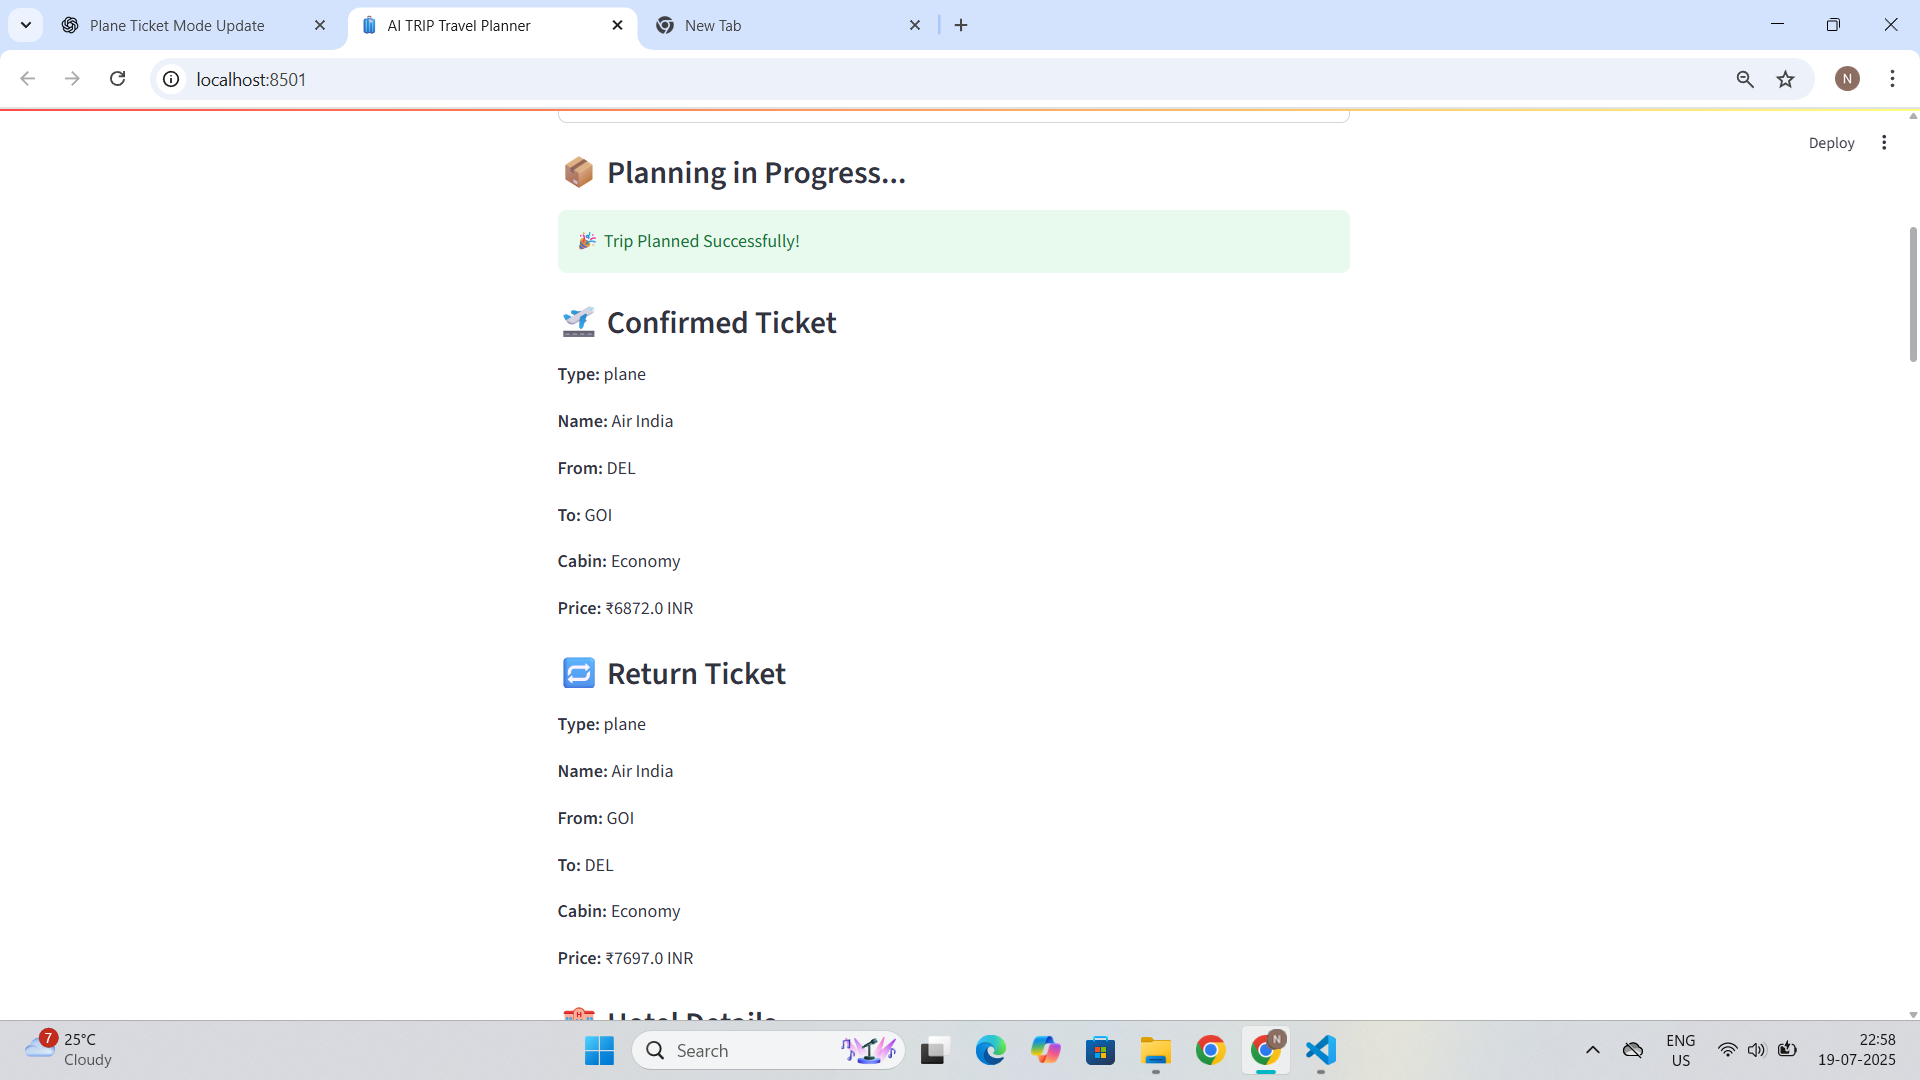 Plane Ticket Mode Update
AI TRIP Travel Planner
New Tab
localhost:8501
N
Deploy
Planning in Progress...
Trip Planned Successfully!
Confirmed Ticket
Type: plane
Name: Air India
From: DEL
To: GOI
Cabin: Economy
Price: ₹6872.0 INR
Return Ticket
Type: plane
Name: Air India
From: GOI
To: DEL
Cabin: Economy
Price: ₹7697.0 INR
Hotel Details
7
25°C
Cloudy
Search
N
ENG
US
22:58
19-07-2025